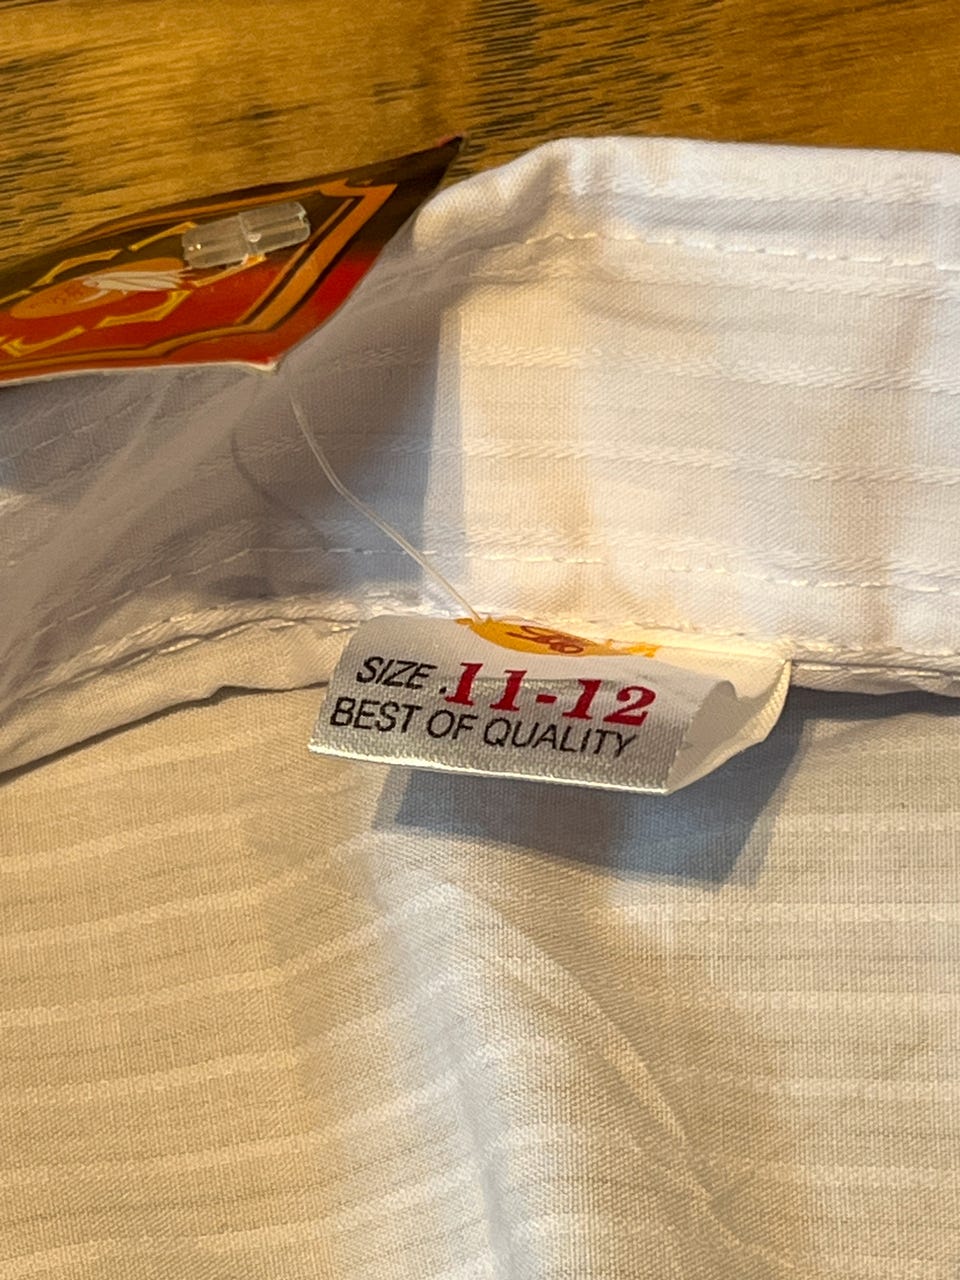 SIZE .11-12
BEST OF QUALITY